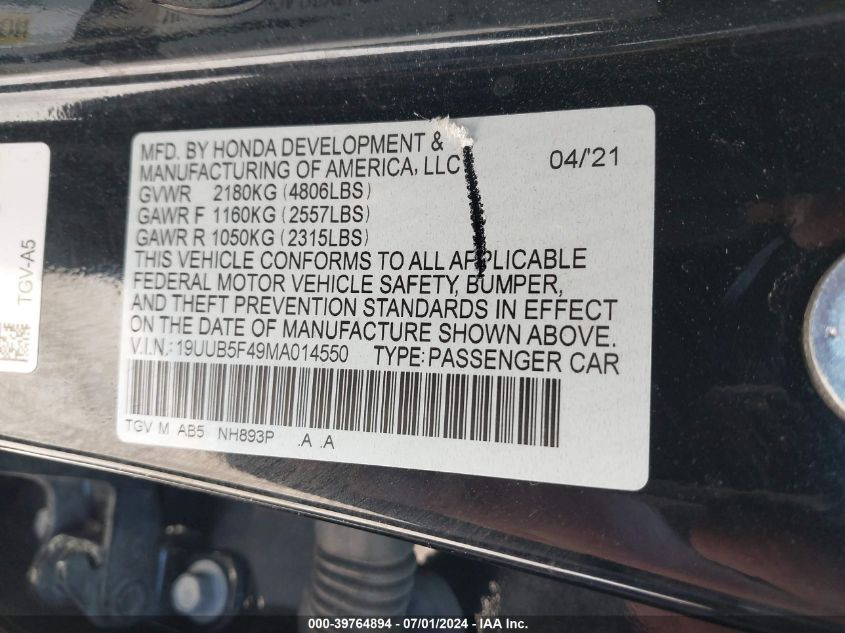 MFD. BY HONDA DEVELOPMENT &
MANUFACTURING OF AMERICA, LLC 04/'21
GVWR 2180KG (4806LBS)
GAWR F 1160KG (2557LBS)
GAWR R 1050KG (2315LBS)
THIS VEHICLE CONFORMS TO ALL APPLICABLE
FEDERAL MOTOR VEHICLE SAFETY, BUMPER,
AND THEFT PREVENTION STANDARDS IN EFFECT
ON THE DATE OF MANUFACTURE SHOWN ABOVE.
V.I.N.: 19UUB5F49MA014550 TYPE: PASSENGER CAR
TGV M AB5 NH893P .A .A
TGV-A5
000-39764894 - 07/01/2024 - IAA Inc.